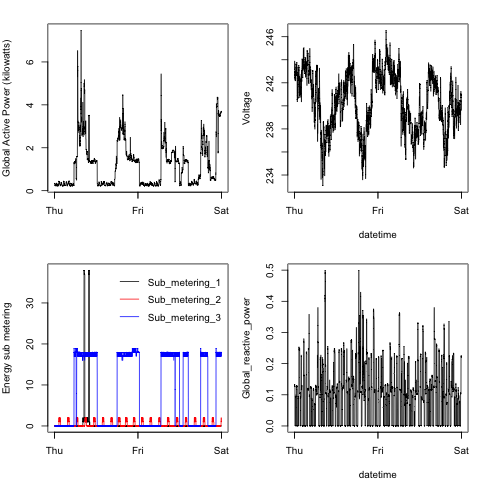 Global Active Power (kilowatts)
0 2 4 6
Thu Fri Sat
Voltage
234 238 242 246
Thu Fri Sat
datetime
Energy sub metering
0 10 20 30
Sub_metering_1
Sub_metering_2
Sub_metering_3
Thu Fri Sat
Global_reactive_power
0.0 0.1 0.2 0.3 0.4 0.5
Thu Fri Sat
datetime